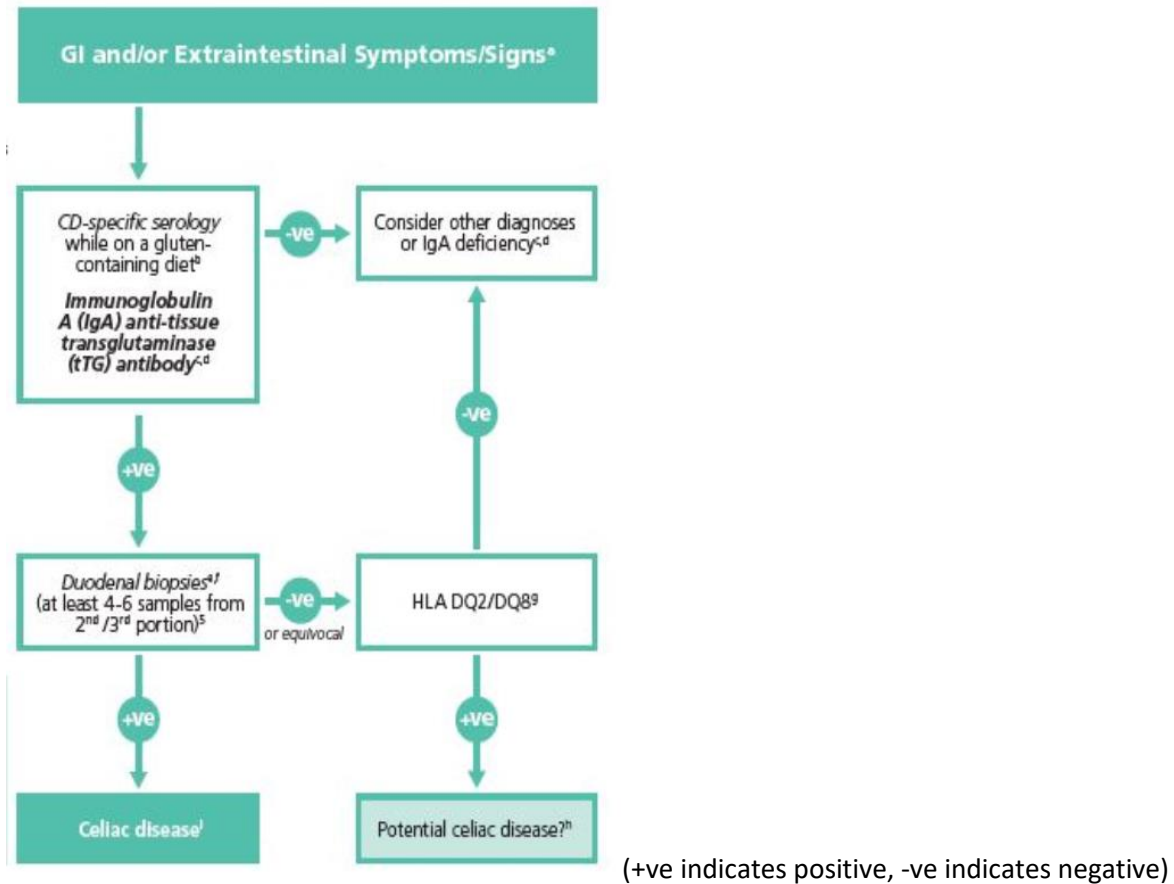 GI and/or Extraintestinal Symptoms/Signsᵃ
CD-specific serology
while on a gluten-
containing dietᵇ
Immunoglobulin
A (IgA) anti-tissue
transglutaminase
(tTG) antibodyᶜ,ᵈ
-ve
Consider other diagnoses
or IgA deficiencyᶜ,ᵈ
-ve
+ve
Duodenal biopsiesᵉ,ᶠ
(at least 4-6 samples from
2ⁿᵈ/3ʳᵈ portion)⁵
-ve
or equivocal
HLA DQ2/DQ8ᵍ
+ve
+ve
Celiac diseaseⁱ
Potential celiac disease?ʰ
(+ve indicates positive, -ve indicates negative)